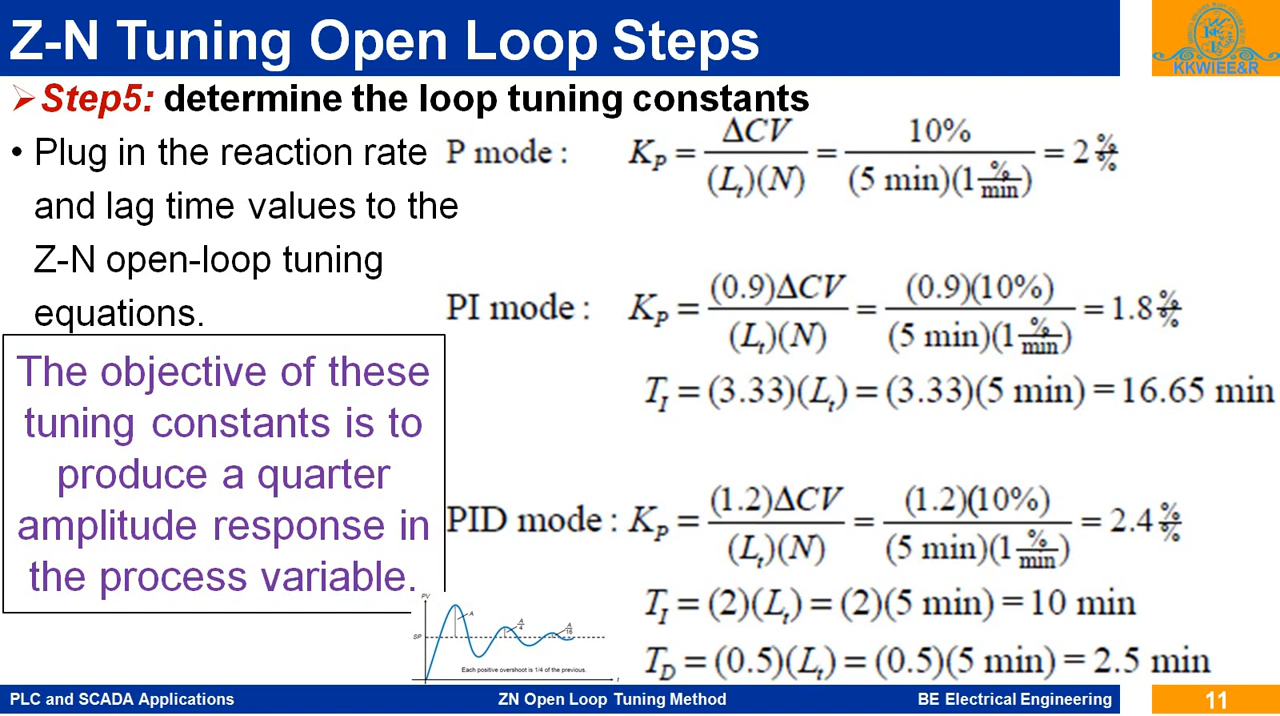 Z-N Tuning Open Loop Steps
KKWIEE&R
➢Step5: determine the loop tuning constants
• Plug in the reaction rate
and lag time values to the
Z-N open-loop tuning
equations.
The objective of these
tuning constants is to
produce a quarter
amplitude response in
the process variable.
P mode : K_P = ΔCV / (L_t)(N) = 10% / (5 min)(1 %/min) = 2 %/%
PI mode : K_P = (0.9)ΔCV / (L_t)(N) = (0.9)(10%) / (5 min)(1 %/min) = 1.8 %/%
T_I = (3.33)(L_t) = (3.33)(5 min) = 16.65 min
PID mode : K_P = (1.2)ΔCV / (L_t)(N) = (1.2)(10%) / (5 min)(1 %/min) = 2.4 %/%
T_I = (2)(L_t) = (2)(5 min) = 10 min
T_D = (0.5)(L_t) = (0.5)(5 min) = 2.5 min
PV
A
A/4
A/16
SP
Each positive overshoot is 1/4 of the previous.
t
PLC and SCADA Applications
ZN Open Loop Tuning Method
BE Electrical Engineering
11